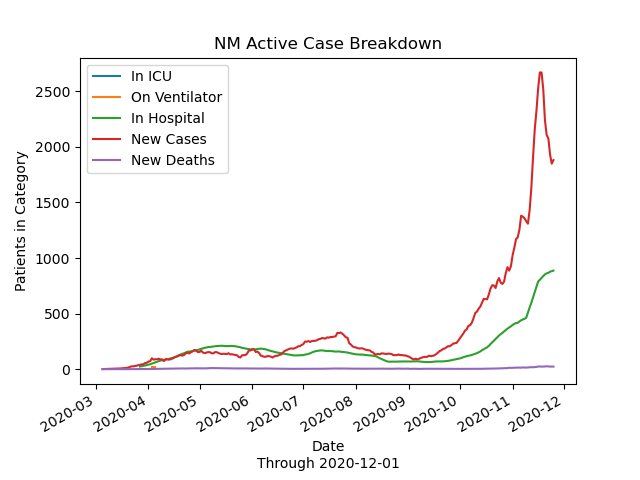 NM Active Case Breakdown
In ICU
On Ventilator
In Hospital
New Cases
New Deaths
Patients in Category
2500
2000
1500
1000
500
0
2020-03
2020-04
2020-05
2020-06
2020-07
2020-08
2020-09
2020-10
2020-11
2020-12
Date
Through 2020-12-01